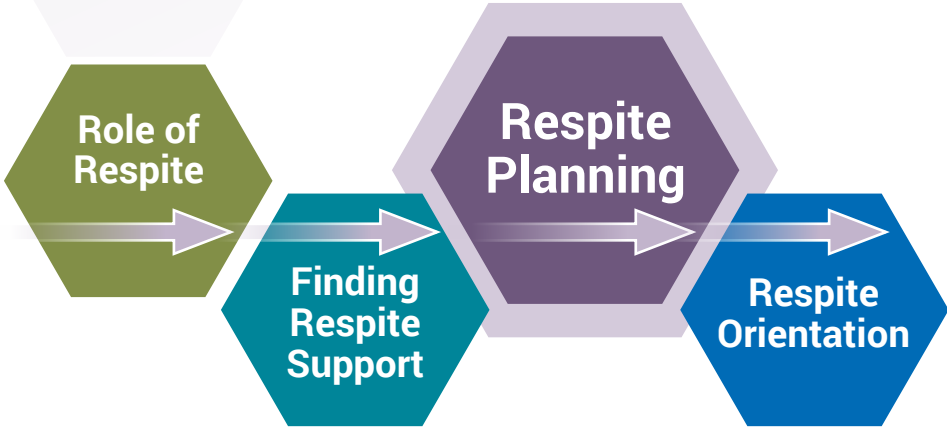 Role of
Respite
Finding
Respite
Support
Respite
Planning
Respite
Orientation